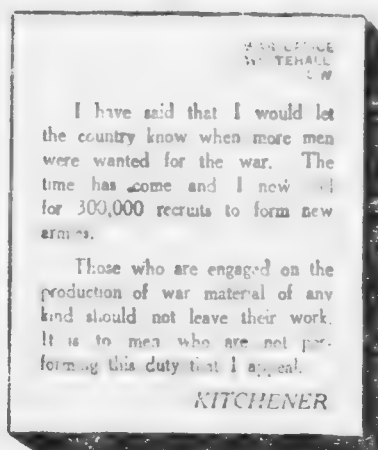 WAR OFFICE
WHITEHALL
S W
I have said that I would let
the country know when more men
were wanted for the war. The
time has come and I now
for 300,000 recruits to form new
armies.
Those who are engaged on the
production of war material of any
kind should not leave their work.
It is to men who are not per-
forming this duty that I appeal.
KITCHENER